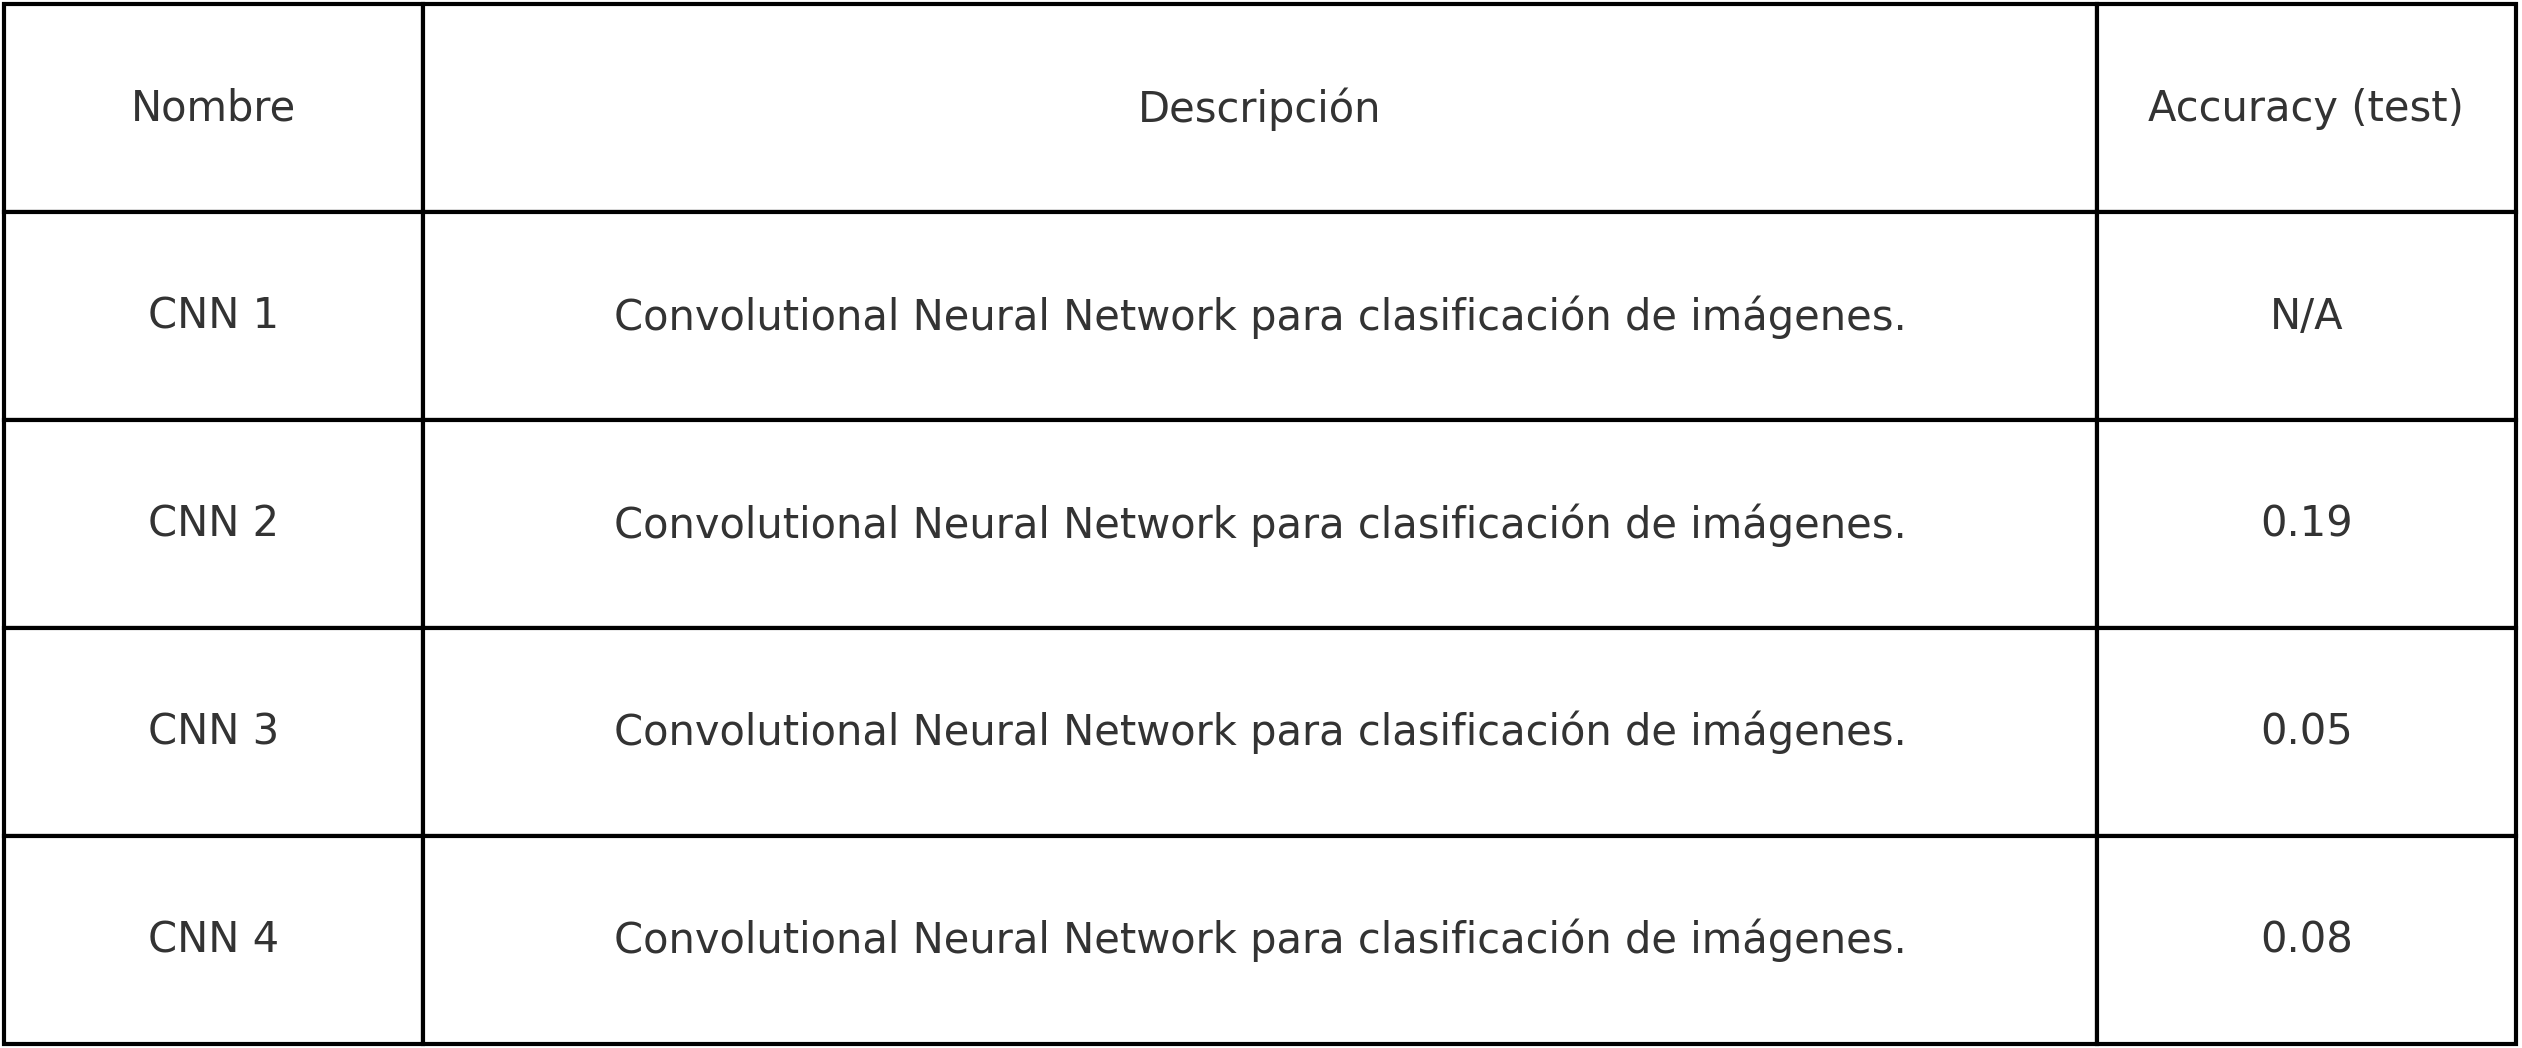 Nombre Descripción Accuracy (test)
CNN 1 Convolutional Neural Network para clasificación de imágenes. N/A
CNN 2 Convolutional Neural Network para clasificación de imágenes. 0.19
CNN 3 Convolutional Neural Network para clasificación de imágenes. 0.05
CNN 4 Convolutional Neural Network para clasificación de imágenes. 0.08